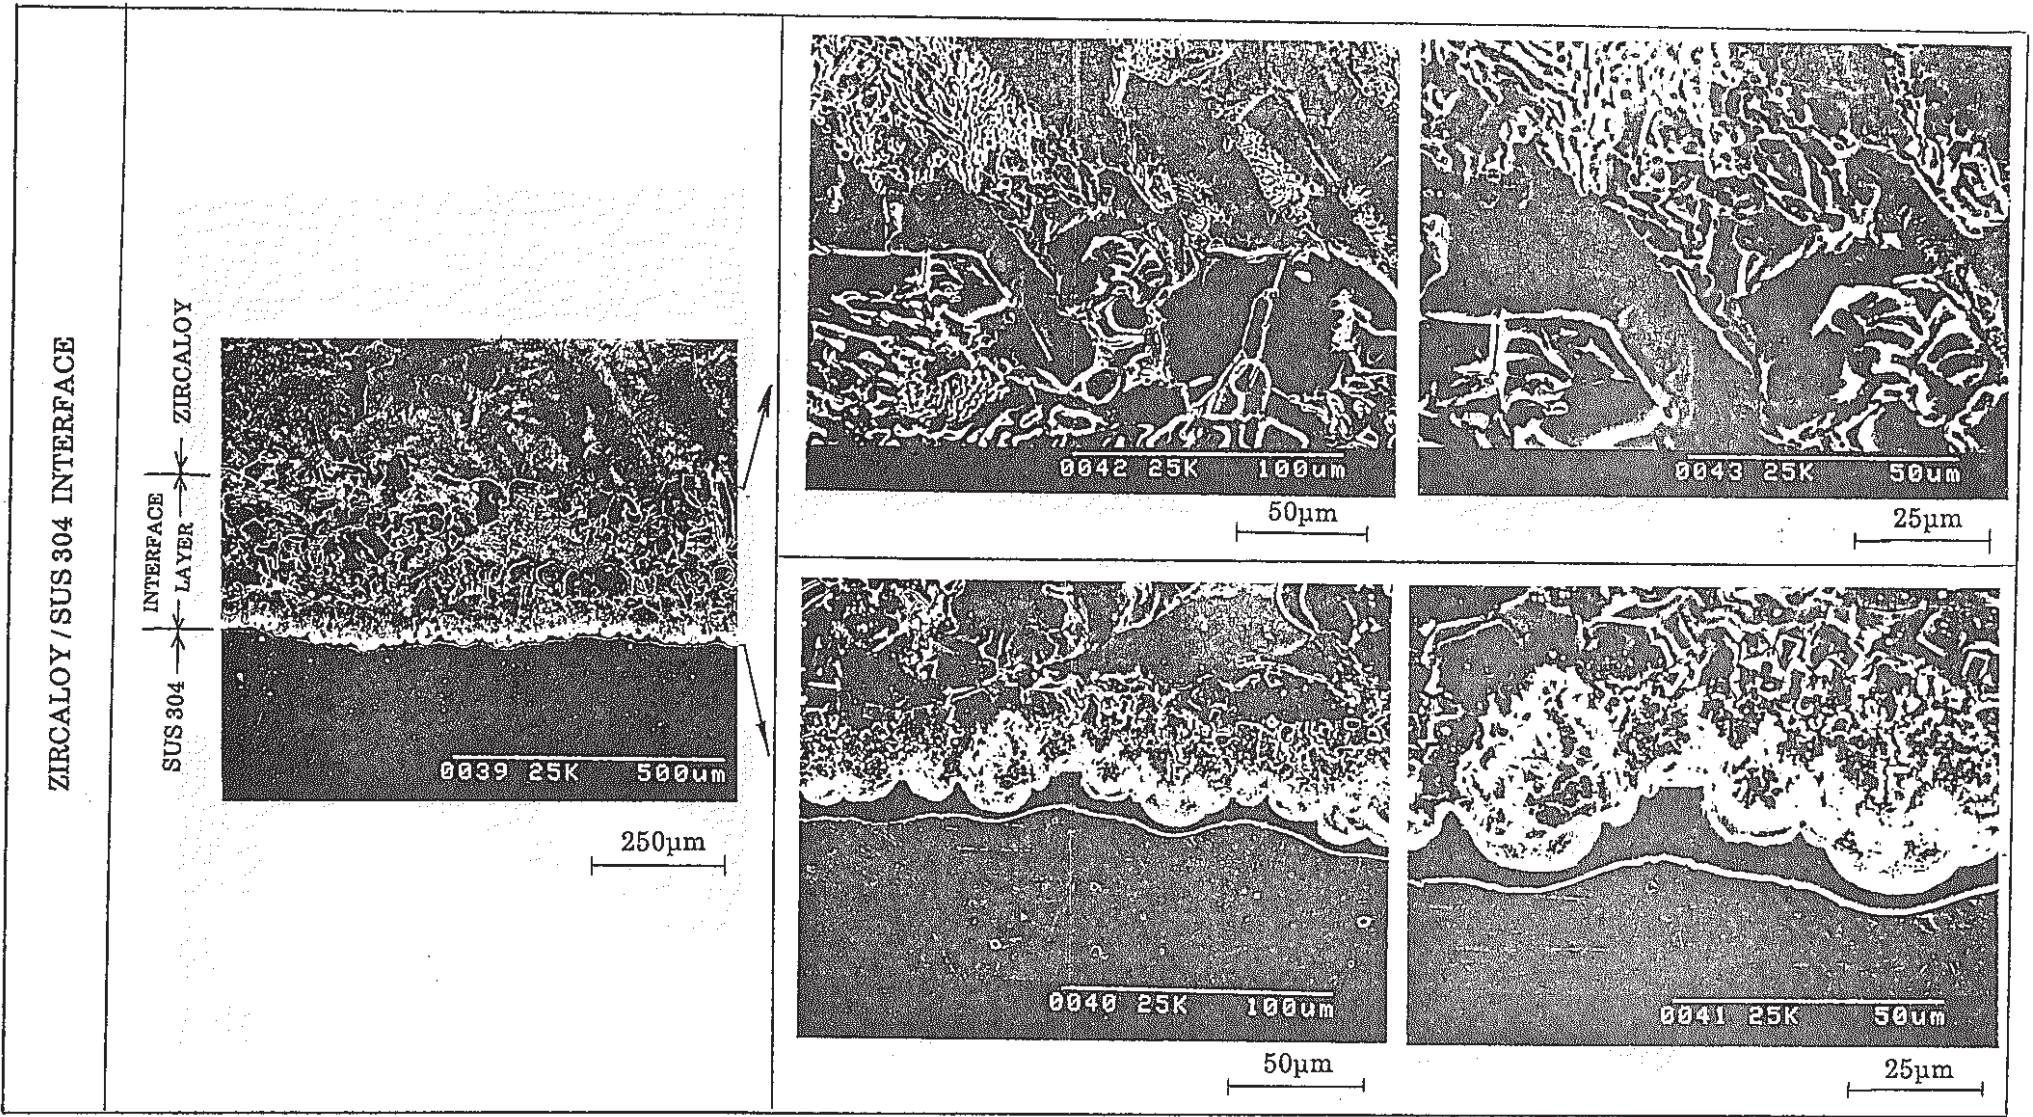 ZIRCALOY / SUS 304 INTERFACE
ZIRCALOY
INTERFACE
LAYER
SUS 304
0039 25K 500um
250μm
0042 25K 100um
50μm
0043 25K 50um
25μm
0040 25K 100um
50μm
0041 25K 50um
25μm